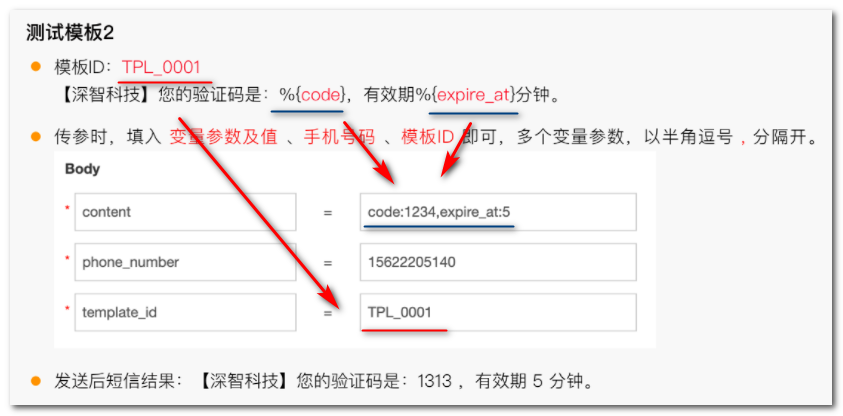 测试模板2
模板ID：TPL_0001
【深智科技】您的验证码是：%{code}，有效期%{expire_at}分钟。
传参时，填入 变量参数及值 、手机号码 、模板ID 即可，多个变量参数，以半角逗号 , 分隔开。
Body
* content = code:1234,expire_at:5
* phone_number = 15622205140
* template_id = TPL_0001
发送后短信结果：【深智科技】您的验证码是：1313 ，有效期 5 分钟。